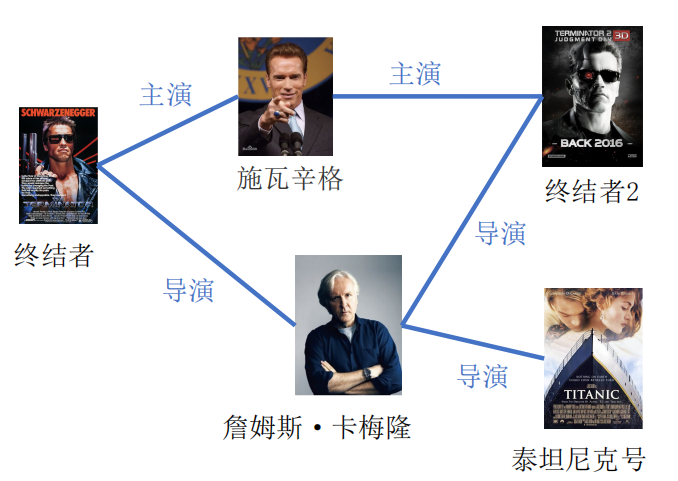 TERMINATOR 2 3D
JUDGMENT DAY
主演
主演
SCHWARZENEGGER
BACK 2016
施瓦辛格
终结者2
导演
终结者
导演
TITANIC
导演
詹姆斯·卡梅隆
泰坦尼克号